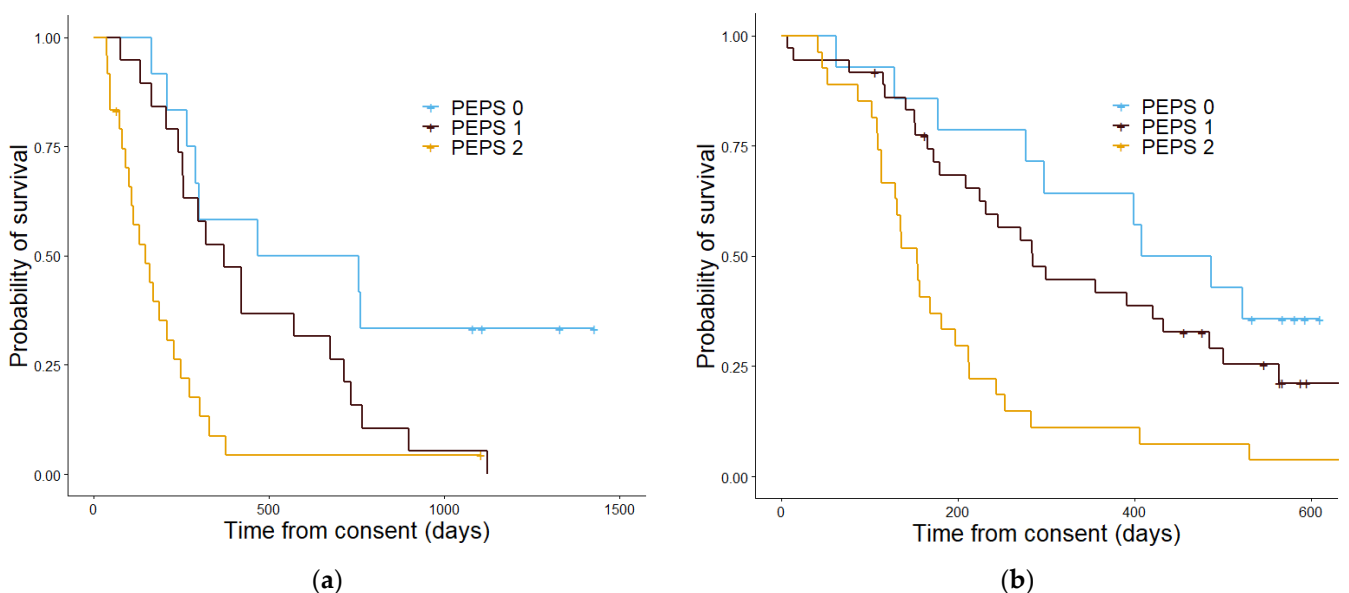 Probability of survival
1.00
0.75
0.50
0.25
0.00
PEPS 0
PEPS 1
PEPS 2
0 500 1000 1500
Time from consent (days)
(a)
Probability of survival
1.00
0.75
0.50
0.25
0.00
PEPS 0
PEPS 1
PEPS 2
0 200 400 600
Time from consent (days)
(b)